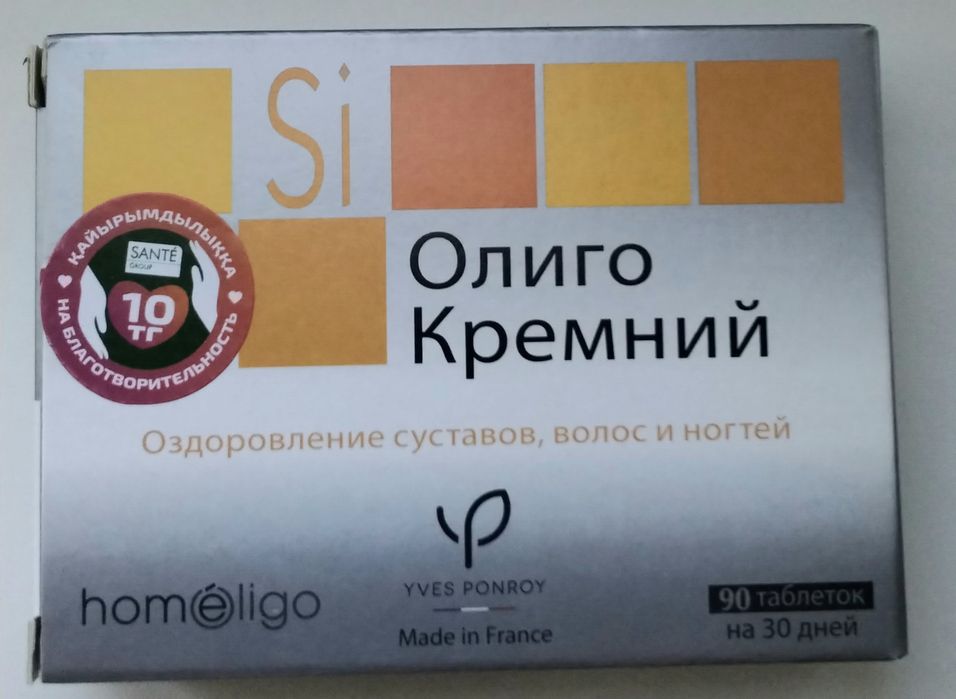 Si
Олиго
Кремний
ҚАЙЫРЫМДЫЛЫҚҚА
SANTÉ
GROUP
10
ТГ
НА БЛАГОТВОРИТЕЛЬНОСТЬ
Оздоровление суставов, волос и ногтей
YVES PONROY
Made in France
homéligo
90 таблеток
на 30 дней